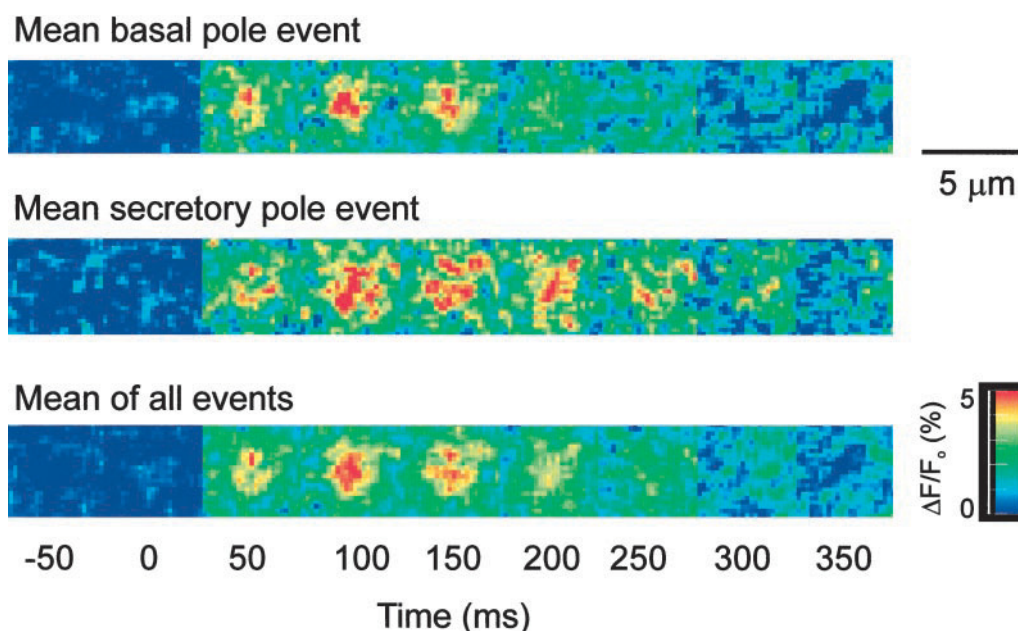 Mean basal pole event
5 μm
Mean secretory pole event
Mean of all events
5
ΔF/Fₒ (%)
0
-50 0 50 100 150 200 250 300 350
Time (ms)